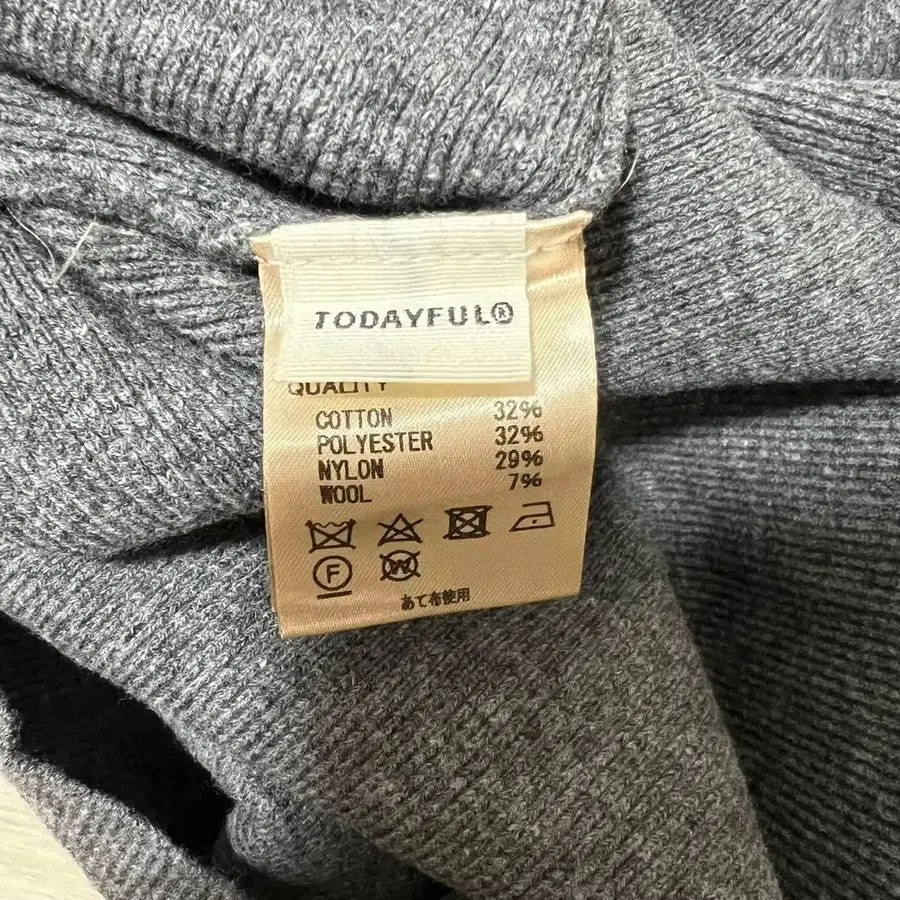 TODAYFUL®
QUALITY
COTTON 32%
POLYESTER 32%
NYLON 29%
WOOL 7%
F W
あて布使用